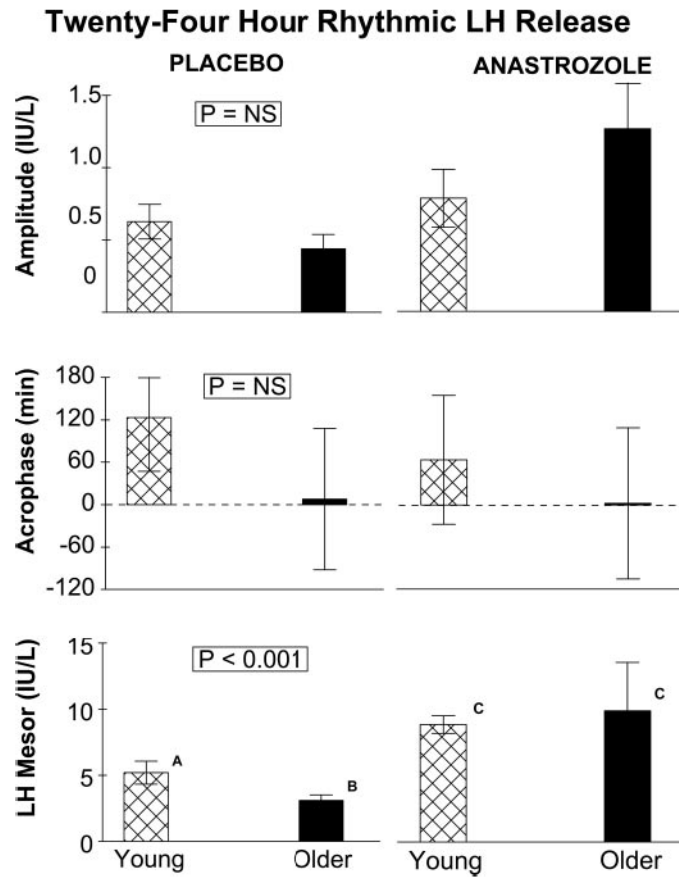 Twenty-Four Hour Rhythmic LH Release
PLACEBO
ANASTROZOLE
Amplitude (IU/L)
1.5
1.0
0.5
0
P = NS
Acrophase (min)
180
120
60
0
-60
-120
P = NS
LH Mesor (IU/L)
15
10
5
0
P < 0.001
A
B
C
C
Young
Older
Young
Older